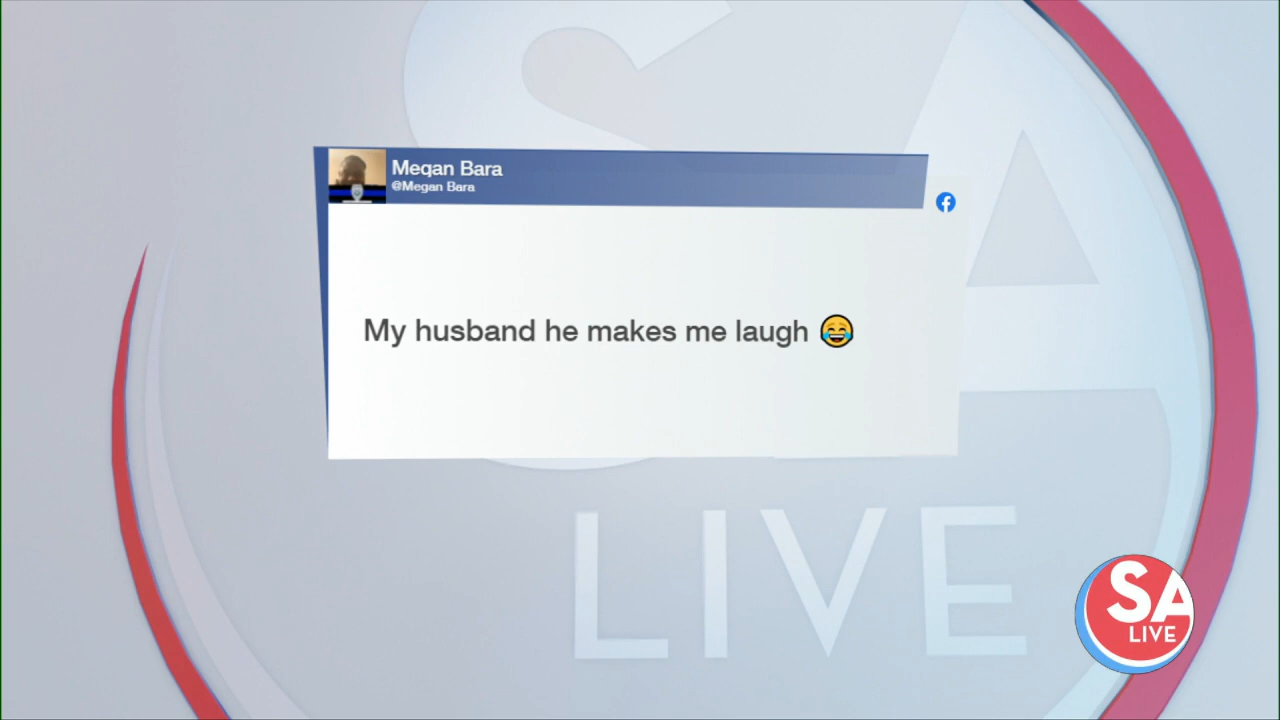 Megan Bara
@Megan Bara
My husband he makes me laugh 😂
SA
LIVE
SA
LIVE